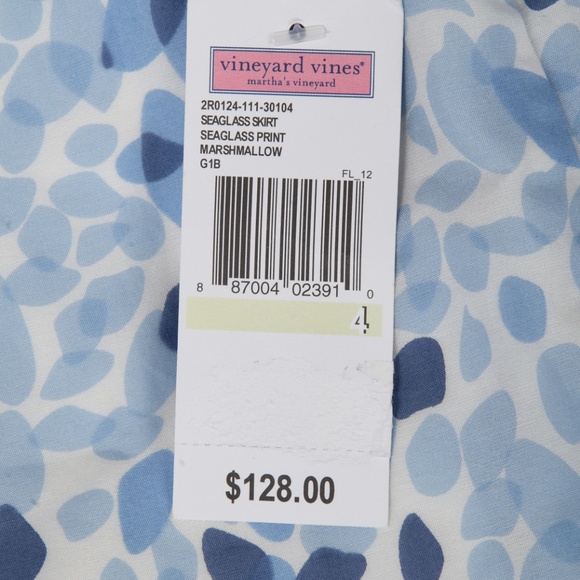 vineyard vines®
martha's vineyard
2R0124-111-30104
SEAGLASS SKIRT
SEAGLASS PRINT
MARSHMALLOW
G1B
FL_12
8 87004 02391 0
4
$128.00